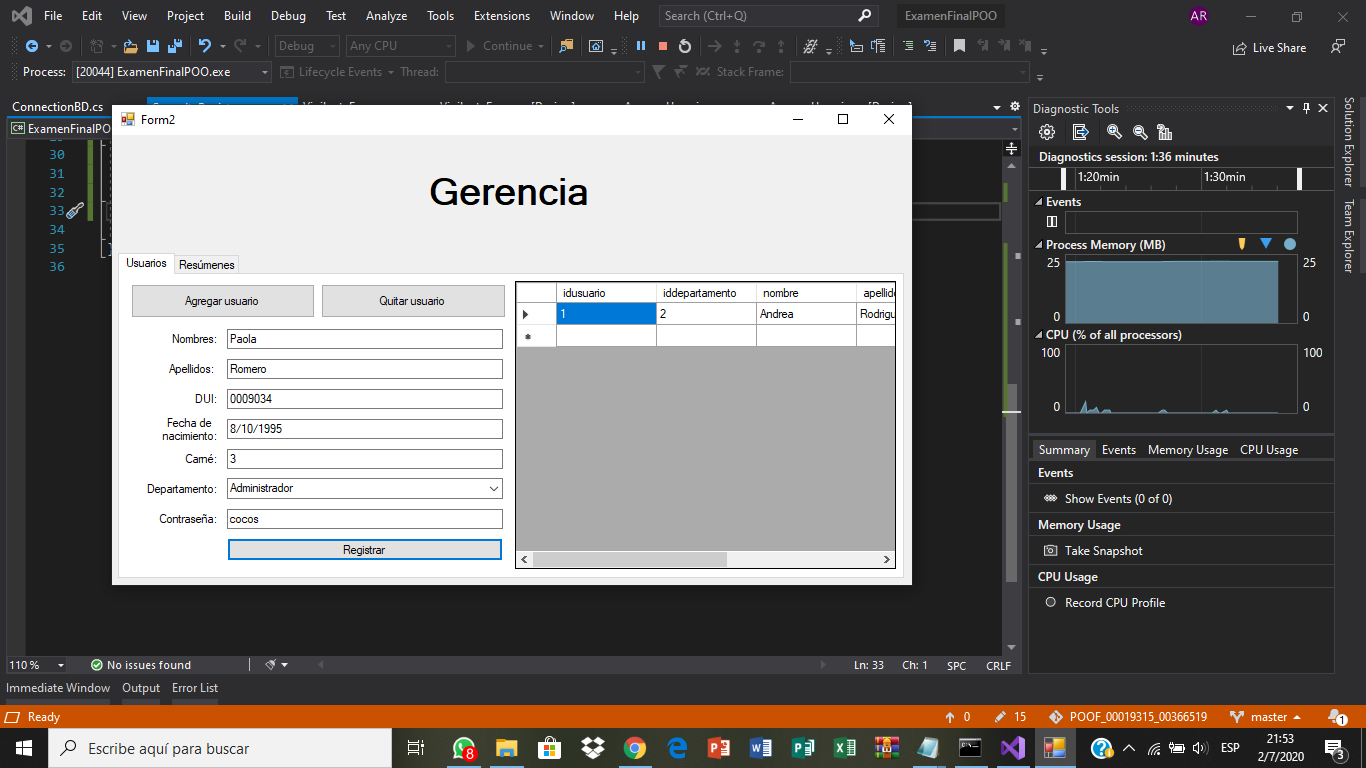 File Edit View Project Build Debug Test Analyze Tools Extensions Window Help Search (Ctrl+Q) ExamenFinalPOO AR
Debug Any CPU Continue Live Share
Process: [20044] ExamenFinalPOO.exe Lifecycle Events Thread: Stack Frame:
ConnectionBD.cs
ExamenFinalPO
Form2
Gerencia
Usuarios Resúmenes
Agregar usuario Quitar usuario
Nombres: Paola
Apellidos: Romero
DUI: 0009034
Fecha de
nacimiento: 8/10/1995
Carné: 3
Departamento: Administrador
Contraseña: cocos
Registrar
idusuario iddepartamento nombre apellido
1 2 Andrea Rodrigu
30
31
32
33
34
35
36
Diagnostic Tools
Diagnostics session: 1:36 minutes
1:20min 1:30min
Events
Process Memory (MB)
25 25
0 0
CPU (% of all processors)
100 100
0 0
Summary Events Memory Usage CPU Usage
Events
Show Events (0 of 0)
Memory Usage
Take Snapshot
CPU Usage
Record CPU Profile
Solution Explorer
Team Explorer
110 % No issues found Ln: 33 Ch: 1 SPC CRLF
Immediate Window Output Error List
Ready 0 15 POOF_00019315_00366519 master 1
Escribe aquí para buscar 8 ESP 21:53
2/7/2020 3